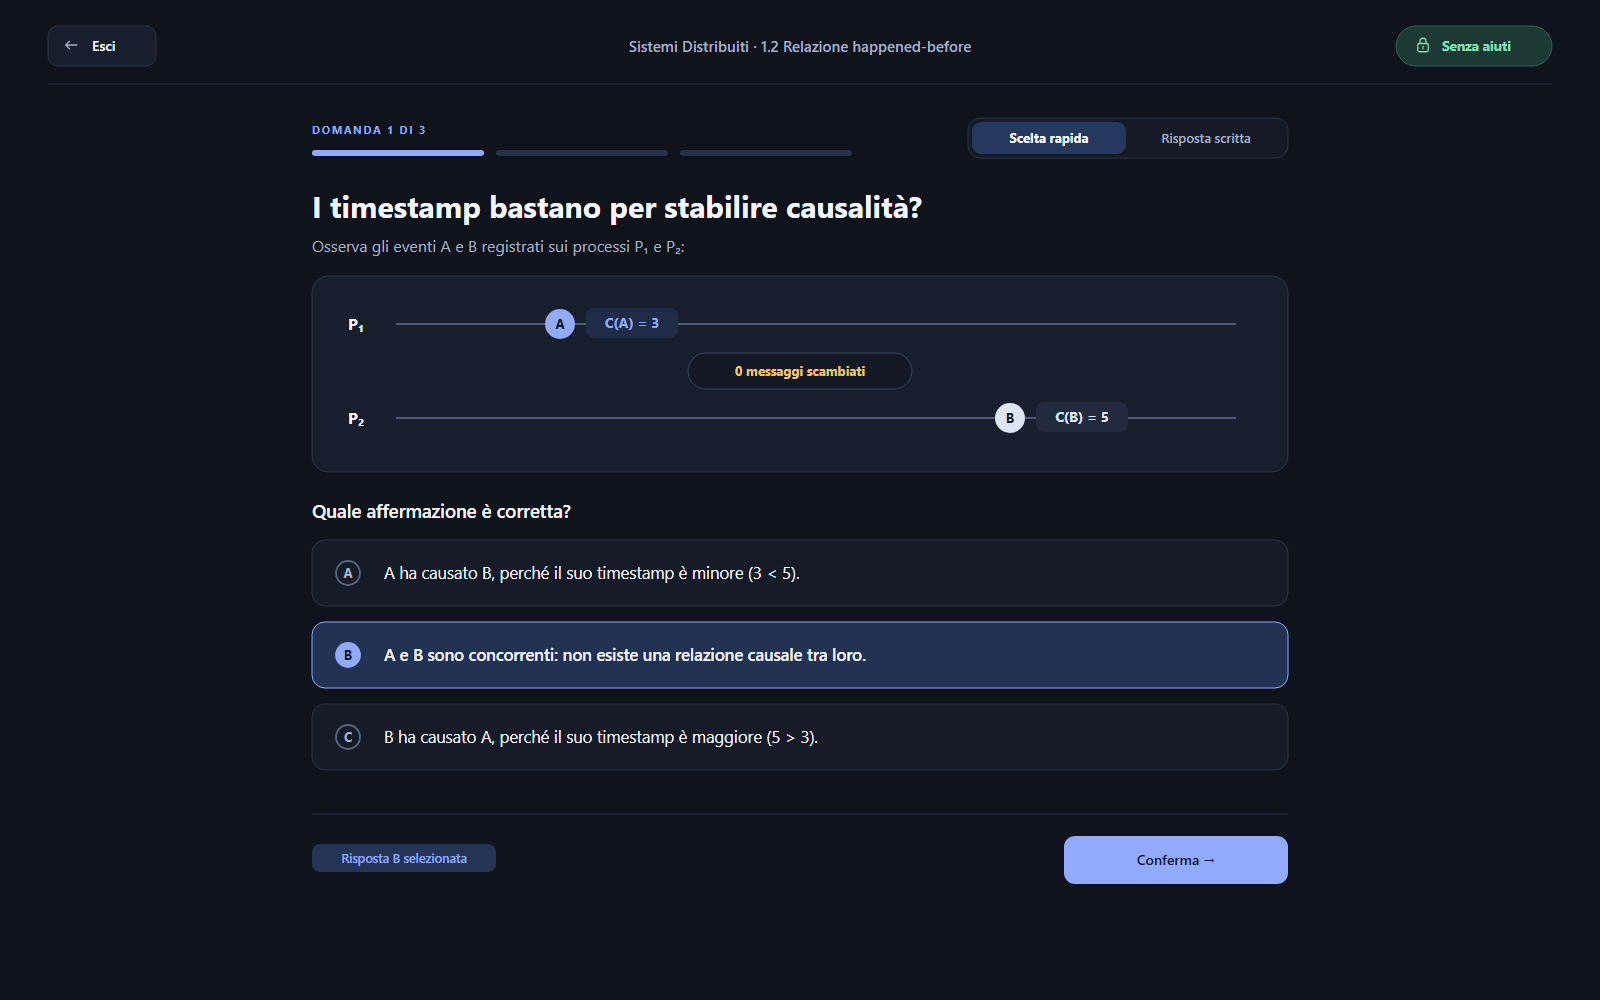 ← Esci
Sistemi Distribuiti · 1.2 Relazione happened-before
Senza aiuti
DOMANDA 1 DI 3
Scelta rapida
Risposta scritta
I timestamp bastano per stabilire causalità?
Osserva gli eventi A e B registrati sui processi P₁ e P₂:
P₁
A
C(A) = 3
0 messaggi scambiati
P₂
B
C(B) = 5
Quale affermazione è corretta?
A A ha causato B, perché il suo timestamp è minore (3 < 5).
B A e B sono concorrenti: non esiste una relazione causale tra loro.
C B ha causato A, perché il suo timestamp è maggiore (5 > 3).
Risposta B selezionata
Conferma →